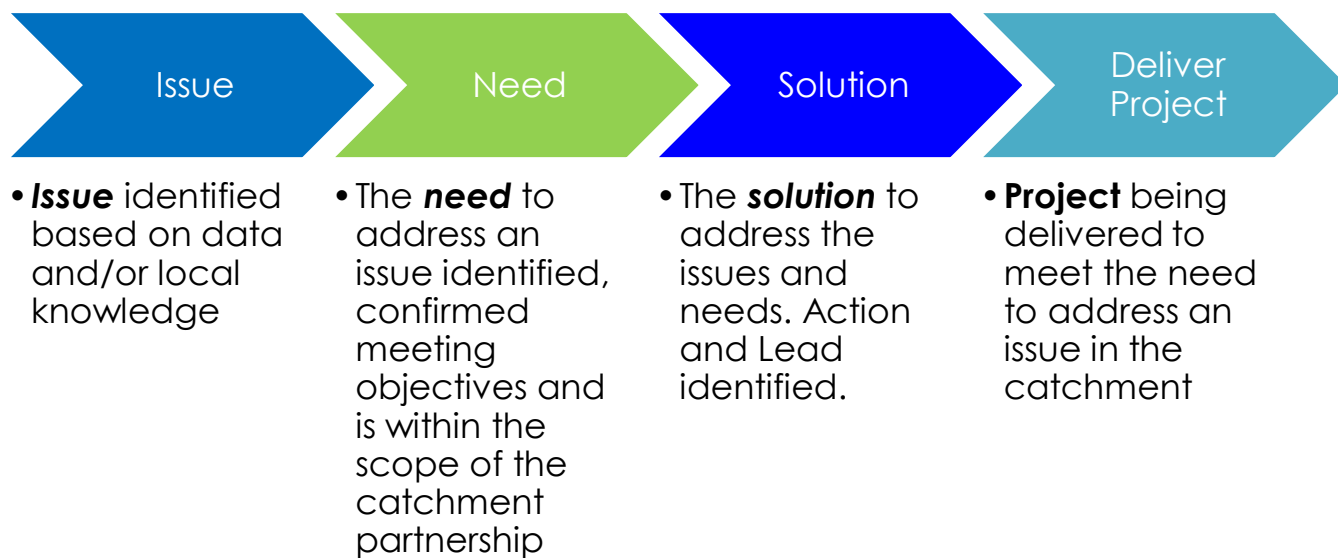 Issue
Need
Solution
Deliver
Project
• Issue identified
based on data
and/or local
knowledge
• The need to
address an
issue identified,
confirmed
meeting
objectives and
is within the
scope of the
catchment
partnership
• The solution to
address the
issues and
needs. Action
and Lead
identified.
• Project being
delivered to
meet the need
to address an
issue in the
catchment